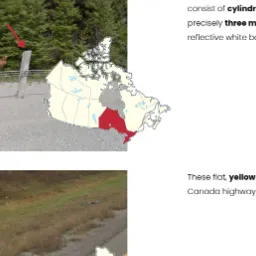 consist of cylindr
precisely three m
reflective white b
These flat, yellow
Canada highway